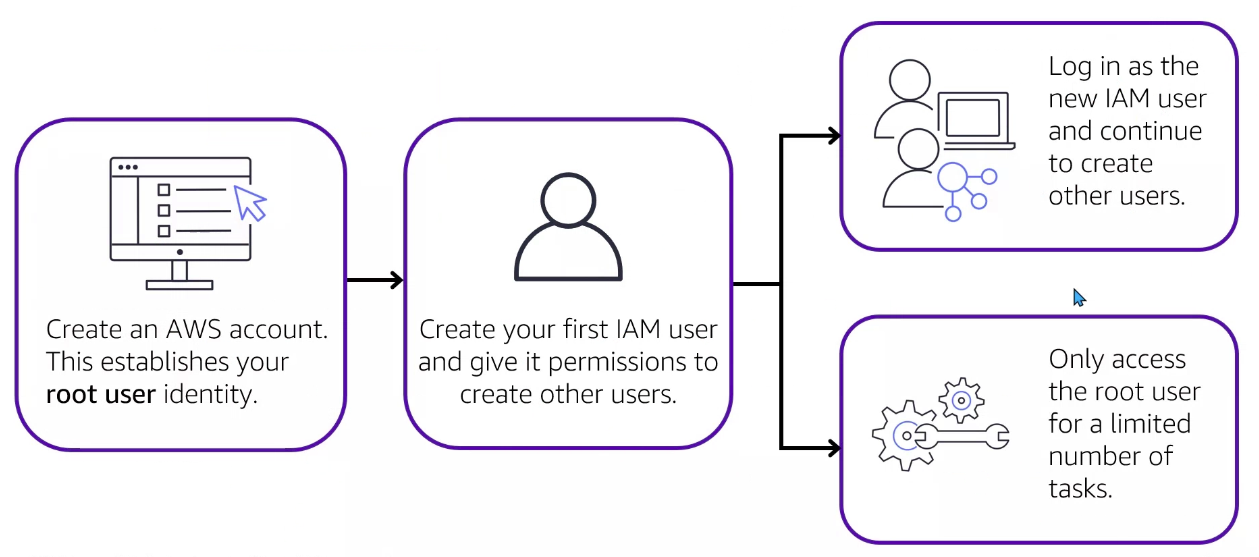 Create an AWS account.
This establishes your
root user identity.
Create your first IAM user
and give it permissions to
create other users.
Log in as the
new IAM user
and continue
to create
other users.
Only access
the root user
for a limited
number of
tasks.